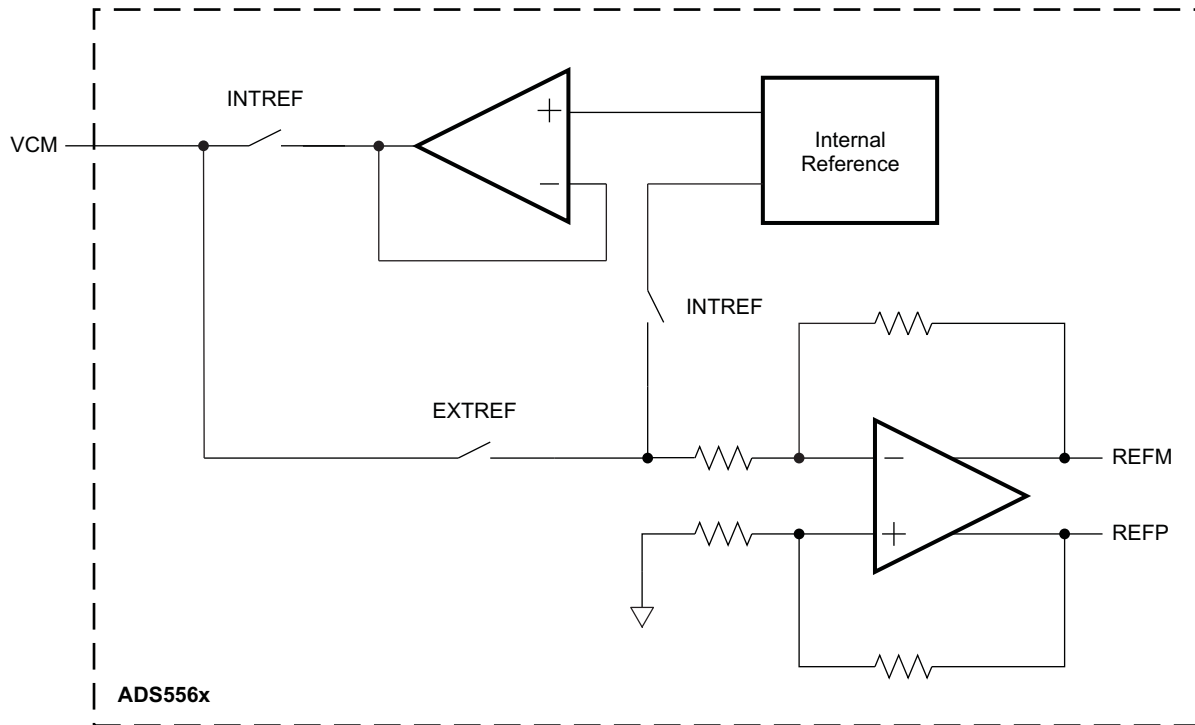 INTREF
VCM
+
−
Internal
Reference
INTREF
EXTREF
−
REFM
+
REFP
ADS556x